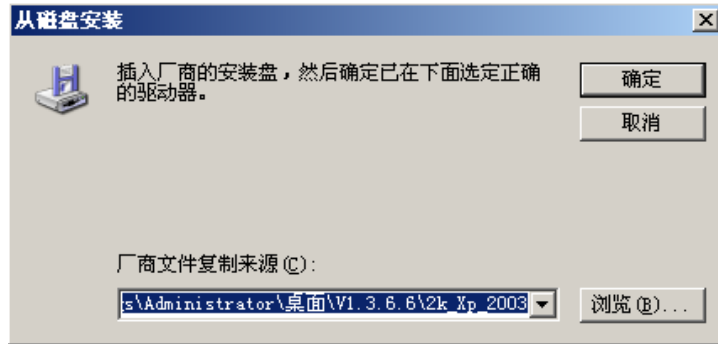 从磁盘安装
插入厂商的安装盘，然后确定已在下面选定正确
的驱动器。
确定
取消
厂商文件复制来源(C):
s\Administrator\桌面\V1.3.6.6\2k_Xp_2003
浏览(B)...